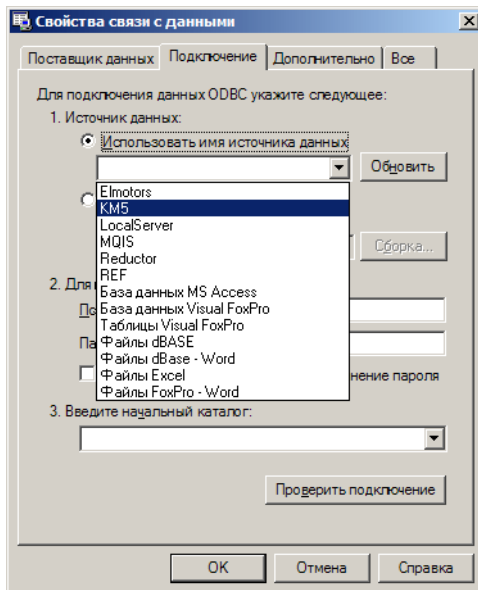 Свойства связи с данными
Поставщик данных Подключение Дополнительно Все
Для подключения данных ODBC укажите следующее:
1. Источник данных:
Использовать имя источника данных
Обновить
Elmotors
KM5
LocalServer
MQIS
Reductor
Сборка...
REF
2. Для
База данных MS Access
База данных Visual FoxPro
Таблицы Visual FoxPro
Файлы dBASE
Файлы dBase - Word
Файлы Excel
нение пароля
Файлы FoxPro - Word
3. Введите начальный каталог:
Проверить подключение
OK Отмена Справка